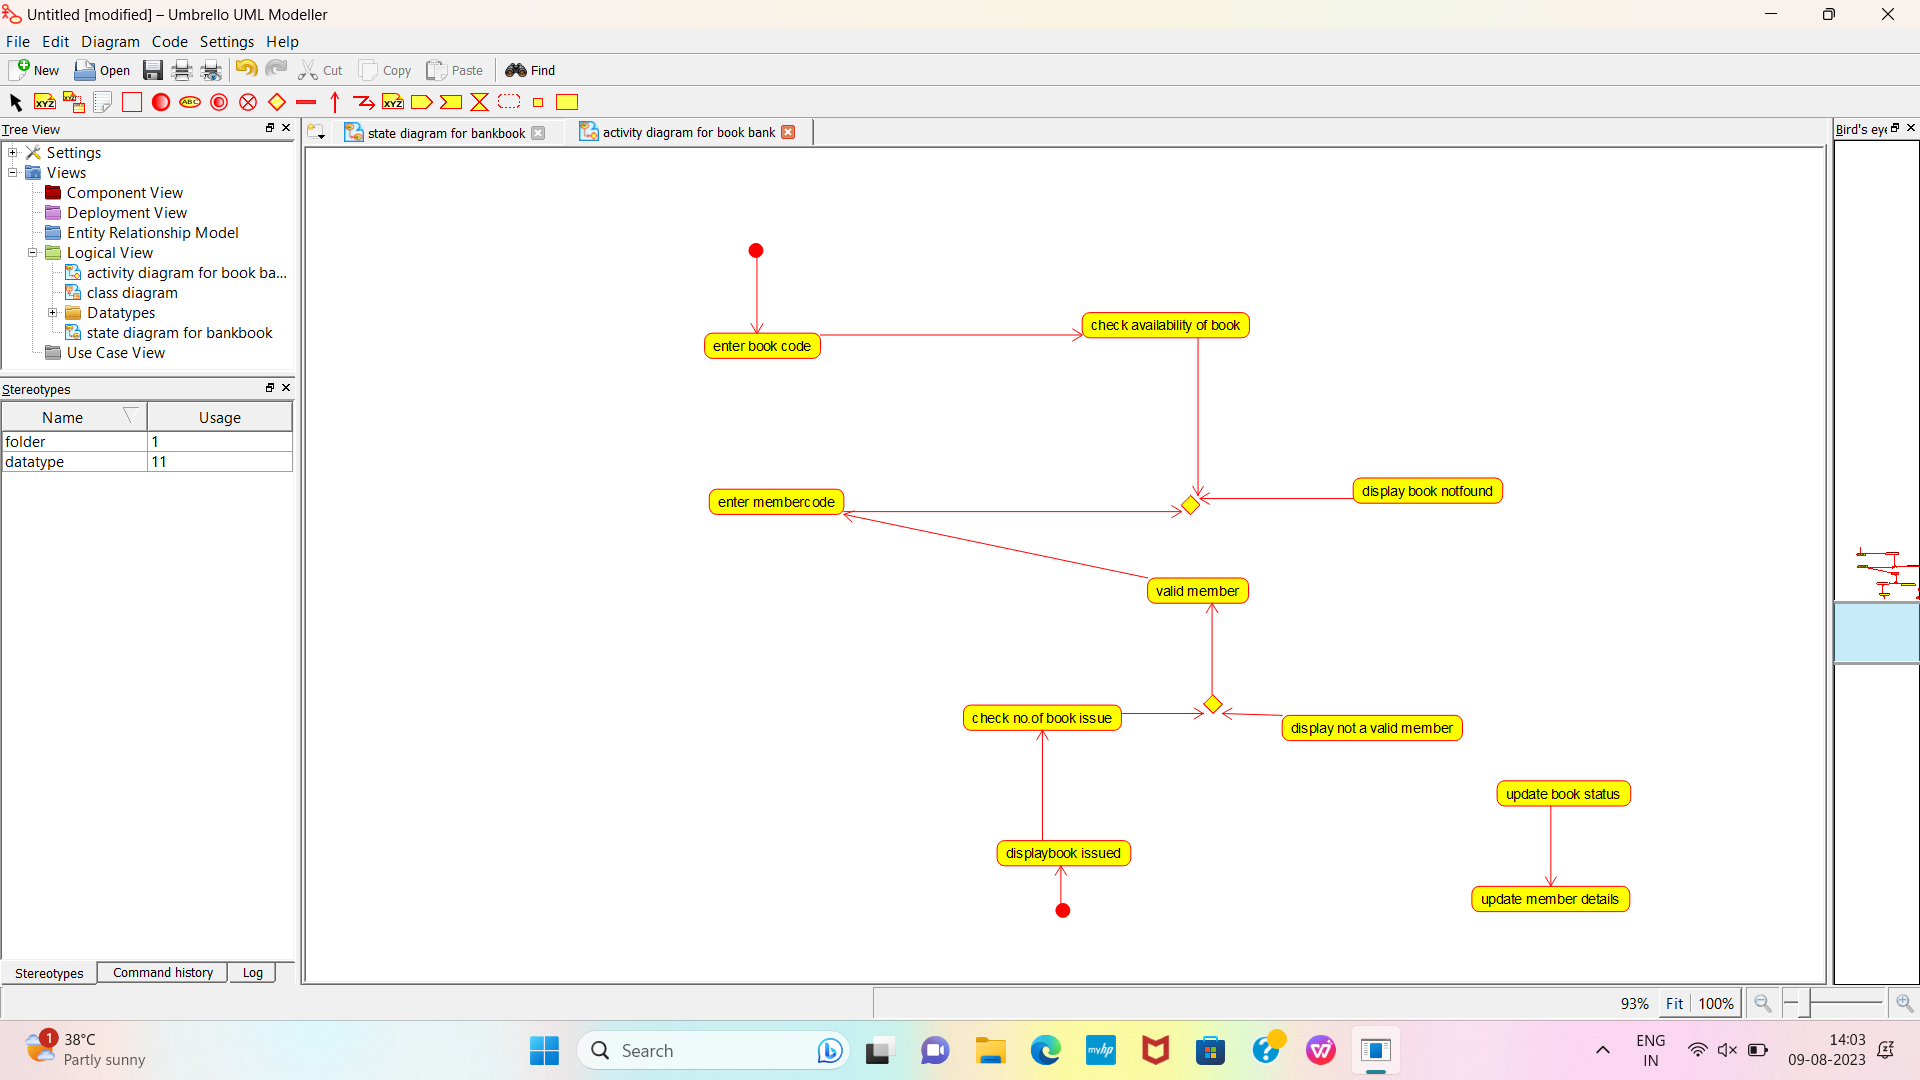 Untitled [modified] – Umbrello UML Modeller
File Edit Diagram Code Settings Help
New Open Cut Copy Paste Find
XYZ XYZ ABC XYZ
Tree View
Settings
Views
Component View
Deployment View
Entity Relationship Model
Logical View
activity diagram for book ba...
class diagram
Datatypes
state diagram for bankbook
Use Case View
Stereotypes
Name Usage
folder 1
datatype 11
Stereotypes Command history Log
state diagram for bankbook
activity diagram for book bank
Bird's eye
enter book code
check availability of book
enter membercode
display book notfound
valid member
check no.of book issue
display not a valid member
update book status
displaybook issued
update member details
93% Fit 100%
1
38°C
Partly sunny
Search
myhp
ENG
IN
14:03
09-08-2023